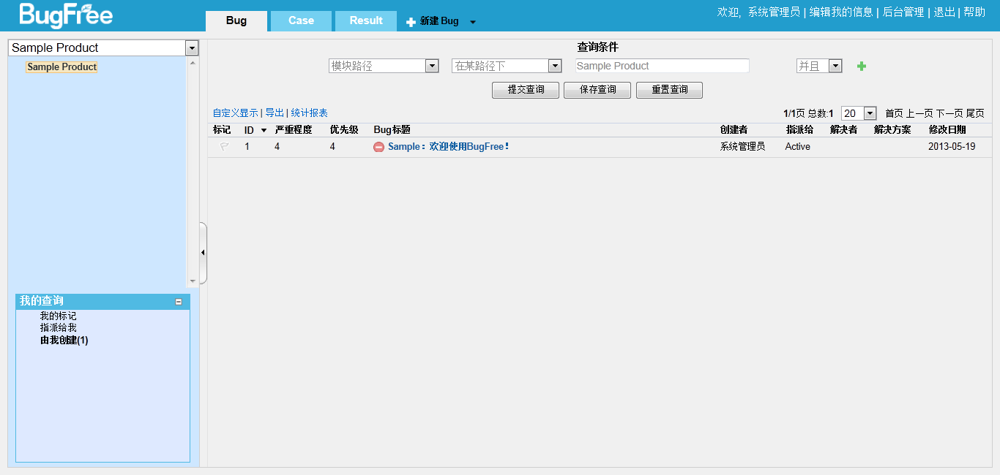 BugFree
Bug
Case
Result
新建 Bug
欢迎, 系统管理员 | 编辑我的信息 | 后台管理 | 退出 | 帮助
Sample Product
Sample Product
查询条件
模块路径 在某路径下 Sample Product 并且
提交查询 保存查询 重置查询
自定义显示 | 导出 | 统计报表
1/1页 总数:1 20 首页 上一页 下一页 尾页
标记 ID 严重程度 优先级 Bug标题 创建者 指派给 解决者 解决方案 修改日期
1 4 4 Sample：欢迎使用BugFree！ 系统管理员 Active 2013-05-19
我的查询
我的标记
指派给我
由我创建(1)